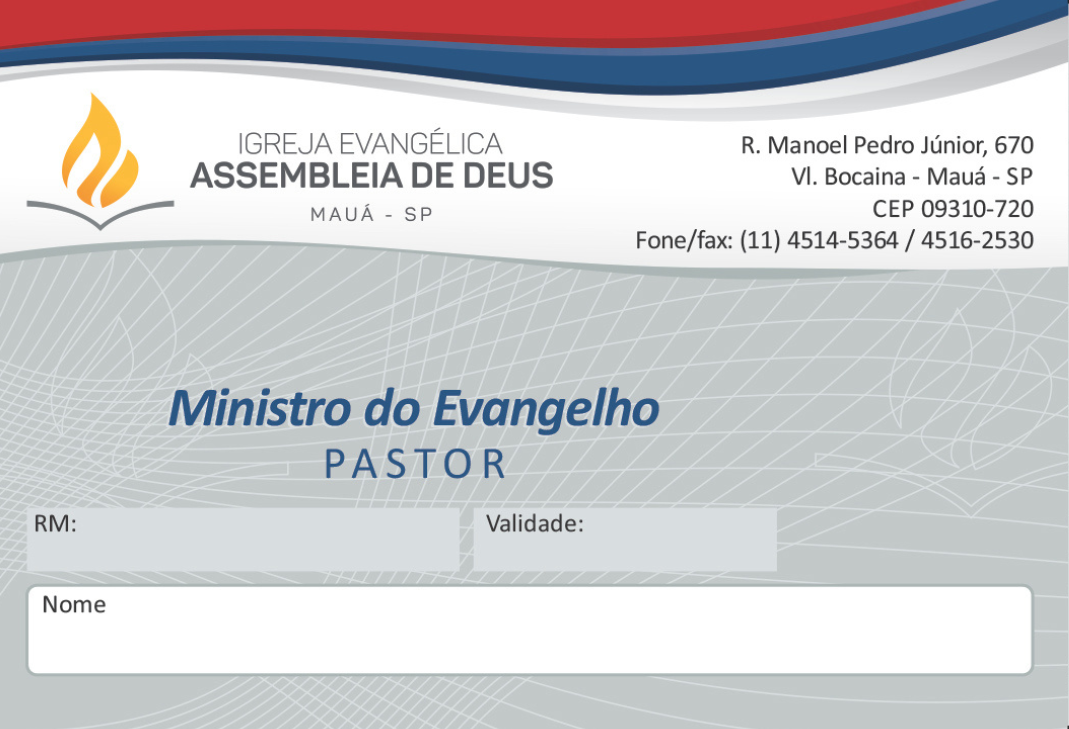 IGREJA EVANGÉLICA
ASSEMBLEIA DE DEUS
MAUÁ - SP
R. Manoel Pedro Júnior, 670
Vl. Bocaina - Mauá - SP
CEP 09310-720
Fone/fax: (11) 4514-5364 / 4516-2530
Ministro do Evangelho
PASTOR
RM:
Validade:
Nome